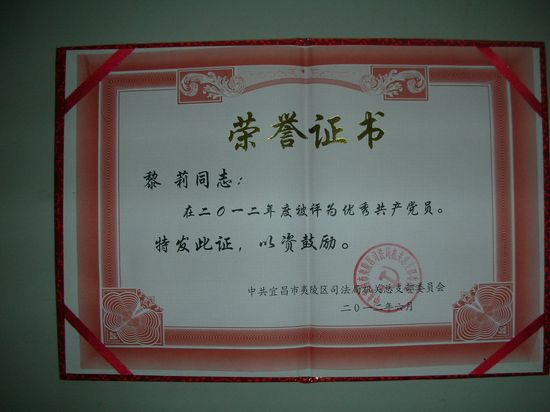 荣誉证书
黎莉同志：
在二〇一二年度被评为优秀共产党员。
特发此证，以资鼓励。
中共宜昌市夷陵区司法局机关总支部委员会
二〇一二年六月